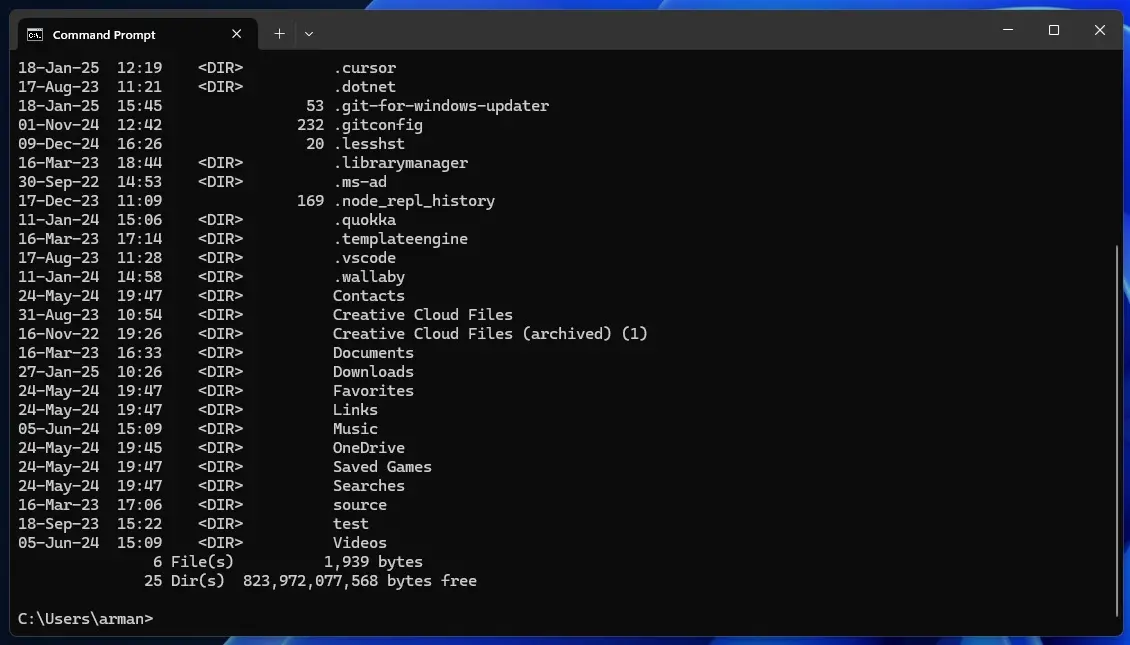 Command Prompt
18-Jan-25  12:19    <DIR>          .cursor
17-Aug-23  11:21    <DIR>          .dotnet
18-Jan-25  15:45                53 .git-for-windows-updater
01-Nov-24  12:42               232 .gitconfig
09-Dec-24  16:26                20 .lesshst
16-Mar-23  18:44    <DIR>          .librarymanager
30-Sep-22  14:53    <DIR>          .ms-ad
17-Dec-23  11:09               169 .node_repl_history
11-Jan-24  15:06    <DIR>          .quokka
16-Mar-23  17:14    <DIR>          .templateengine
17-Aug-23  11:28    <DIR>          .vscode
11-Jan-24  14:58    <DIR>          .wallaby
24-May-24  19:47    <DIR>          Contacts
31-Aug-23  10:54    <DIR>          Creative Cloud Files
16-Nov-22  19:26    <DIR>          Creative Cloud Files (archived) (1)
16-Mar-23  16:33    <DIR>          Documents
27-Jan-25  10:26    <DIR>          Downloads
24-May-24  19:47    <DIR>          Favorites
24-May-24  19:47    <DIR>          Links
05-Jun-24  15:09    <DIR>          Music
24-May-24  19:45    <DIR>          OneDrive
24-May-24  19:47    <DIR>          Saved Games
24-May-24  19:47    <DIR>          Searches
16-Mar-23  17:06    <DIR>          source
18-Sep-23  15:22    <DIR>          test
05-Jun-24  15:09    <DIR>          Videos
               6 File(s)          1,939 bytes
              25 Dir(s)  823,972,077,568 bytes free
C:\Users\arman>